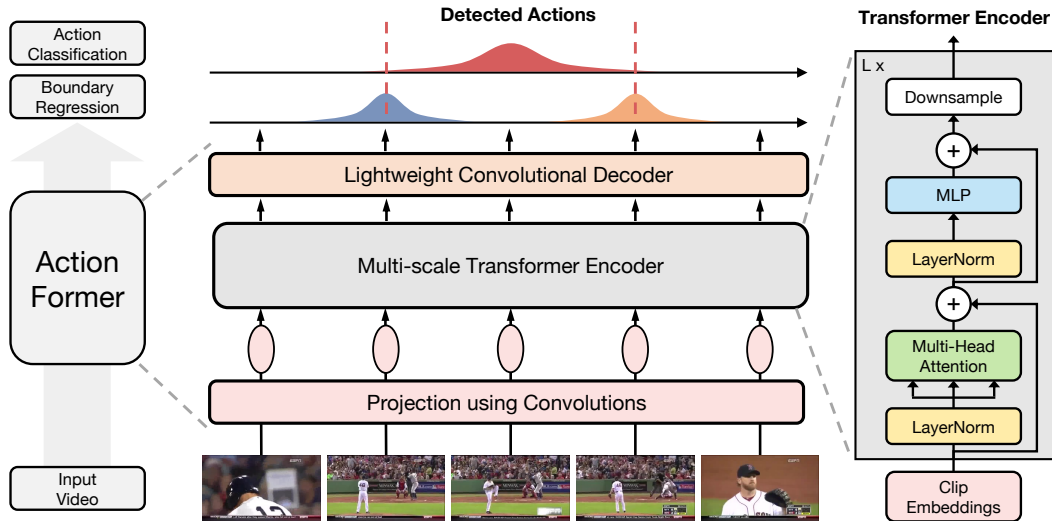 Detected Actions
Transformer Encoder
Action
Classification
Boundary
Regression
Action
Former
Input
Video
Lightweight Convolutional Decoder
Multi-scale Transformer Encoder
Projection using Convolutions
L x
Downsample
+
MLP
LayerNorm
+
Multi-Head
Attention
LayerNorm
Clip
Embeddings